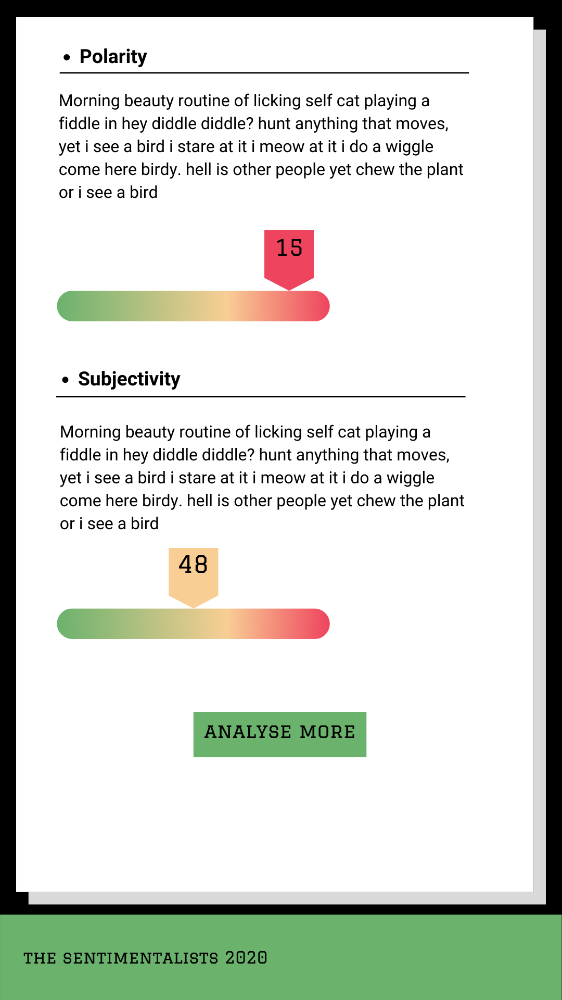 • Polarity
Morning beauty routine of licking self cat playing a
fiddle in hey diddle diddle? hunt anything that moves,
yet i see a bird i stare at it i meow at it i do a wiggle
come here birdy. hell is other people yet chew the plant
or i see a bird
15
• Subjectivity
Morning beauty routine of licking self cat playing a
fiddle in hey diddle diddle? hunt anything that moves,
yet i see a bird i stare at it i meow at it i do a wiggle
come here birdy. hell is other people yet chew the plant
or i see a bird
48
ANALYSE MORE
THE SENTIMENTALISTS 2020